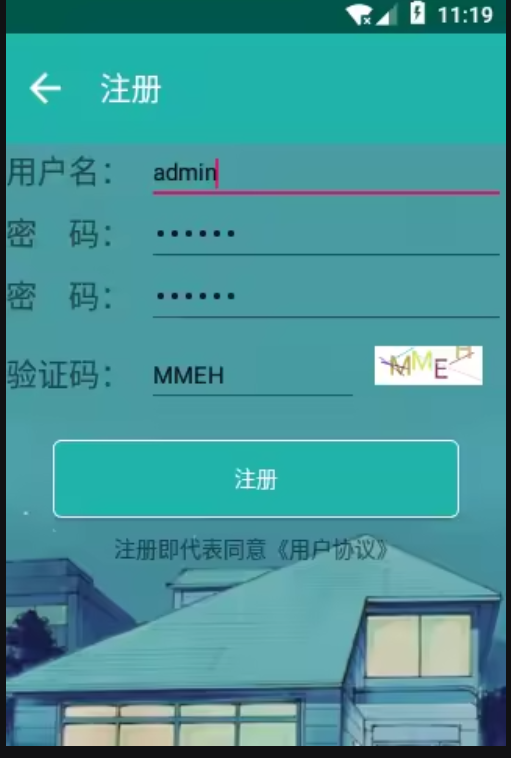 11:19
注册
用户名： admin
密 码： ••••••
密 码： ••••••
验证码： MMEH MMEH
注册
注册即代表同意《用户协议》